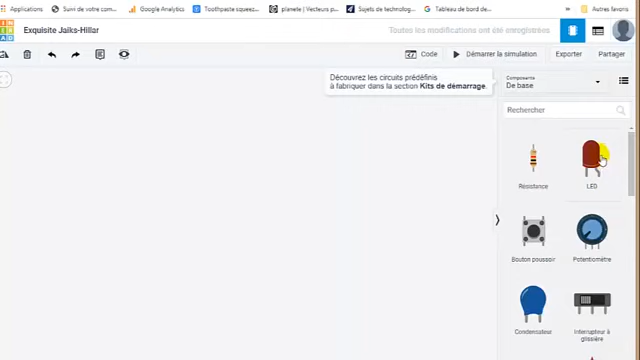 Applications
Suivi de votre com...
Google Analytics
Toothpaste squeez...
planete | Vecteurs p...
Sujets de technolog...
Tableau de bord de...
Autres favoris
Exquisite Jaiks-Hillar
Toutes les modifications ont été enregistrées
Code
Démarrer la simulation
Exporter
Partager
Découvrez les circuits prédéfinis
à fabriquer dans la section Kits de démarrage.
Composants
De base
Rechercher
Résistance
LED
Bouton poussoir
Potentiomètre
Condensateur
Interrupteur à
glissière